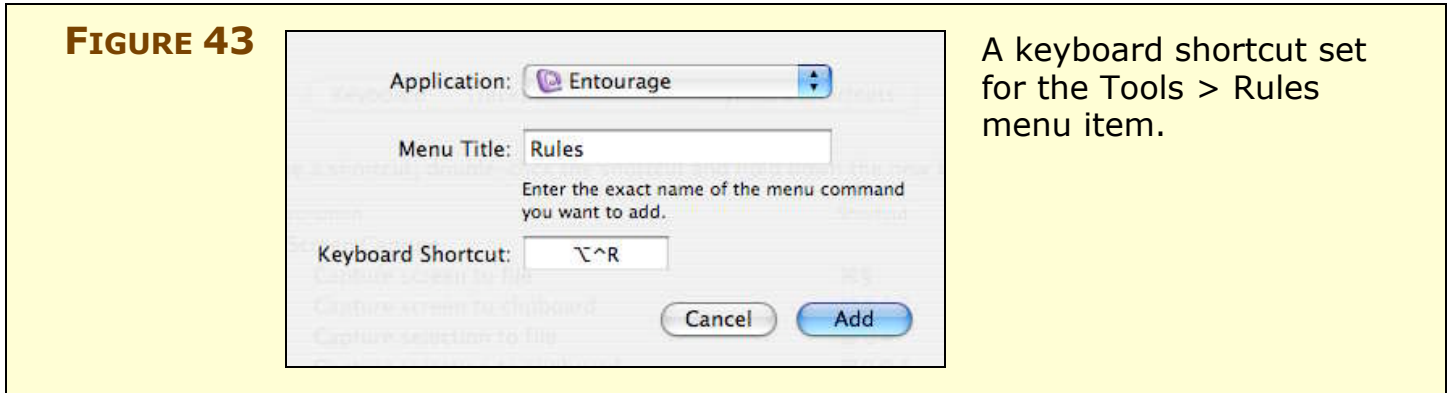 FIGURE 43
Application: Entourage
Menu Title: Rules
Enter the exact name of the menu command
you want to add.
Keyboard Shortcut: ⌥^R
Capture screen to file
Capture screen to clipboard
Capture selection to file
Cancel Add
A keyboard shortcut set
for the Tools > Rules
menu item.